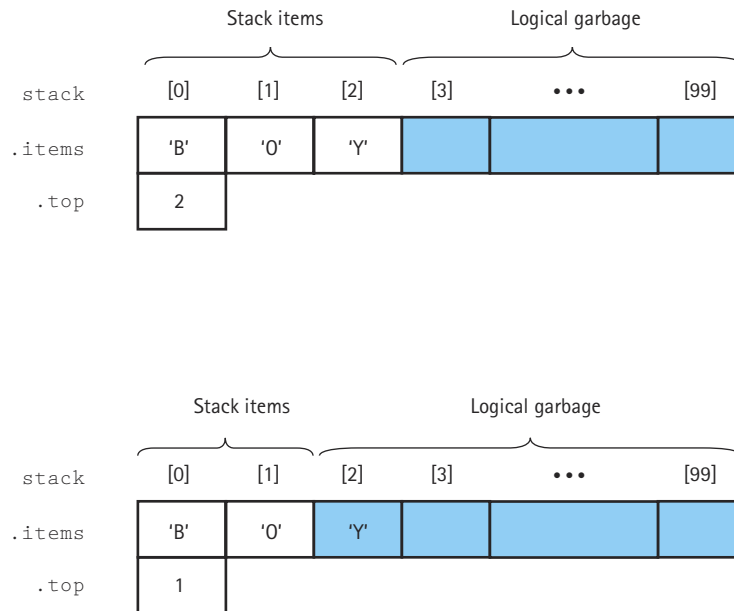 Stack items Logical garbage
stack [0] [1] [2] [3] ••• [99]
.items ‘B’ ‘O’ ‘Y’
.top 2
Stack items Logical garbage
stack [0] [1] [2] [3] ••• [99]
.items ‘B’ ‘O’ ‘Y’
.top 1